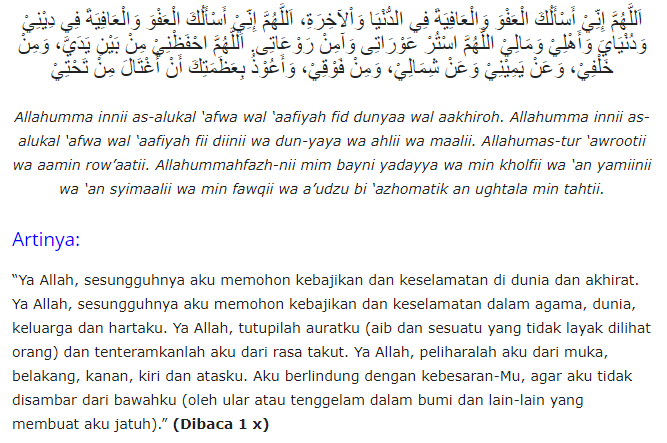 اَللَّهُمَّ إِنِّيْ أَسْأَلُكَ الْعَفْوَ وَالْعَافِيَةَ فِي الدُّنْيَا وَاْلآخِرَةِ، اَللَّهُمَّ إِنِّيْ أَسْأَلُكَ الْعَفْوَ وَالْعَافِيَةَ فِي دِيْنِيْ
وَدُنْيَايَ وَأَهْلِيْ وَمَالِيْ اللَّهُمَّ اسْتُرْ عَوْرَاتِى وَآمِنْ رَوْعَاتِى. اَللَّهُمَّ احْفَظْنِيْ مِنْ بَيْنِ يَدَيَّ، وَمِنْ
خَلْفِيْ، وَعَنْ يَمِيْنِيْ وَعَنْ شِمَالِيْ، وَمِنْ فَوْقِيْ، وَأَعُوْذُ بِعَظَمَتِكَ أَنْ أُغْتَالَ مِنْ تَحْتِيْ
Allahumma innii as-alukal ‘afwa wal ‘aafiyah fid dunyaa wal aakhiroh. Allahumma innii as-
alukal ‘afwa wal ‘aafiyah fii diinii wa dun-yaya wa ahlii wa maalii. Allahumas-tur ‘awrootii
wa aamin row’aatii. Allahummahfazh-nii mim bayni yadayya wa min kholfii wa ‘an yamiinii
wa ‘an syimaalii wa min fawqii wa a’udzu bi ‘azhomatik an ughtala min tahtii.
Artinya:
“Ya Allah, sesungguhnya aku memohon kebajikan dan keselamatan di dunia dan akhirat.
Ya Allah, sesungguhnya aku memohon kebajikan dan keselamatan dalam agama, dunia,
keluarga dan hartaku. Ya Allah, tutupilah auratku (aib dan sesuatu yang tidak layak dilihat
orang) dan tenteramkanlah aku dari rasa takut. Ya Allah, peliharalah aku dari muka,
belakang, kanan, kiri dan atasku. Aku berlindung dengan kebesaran-Mu, agar aku tidak
disambar dari bawahku (oleh ular atau tenggelam dalam bumi dan lain-lain yang
membuat aku jatuh).” (Dibaca 1 x)